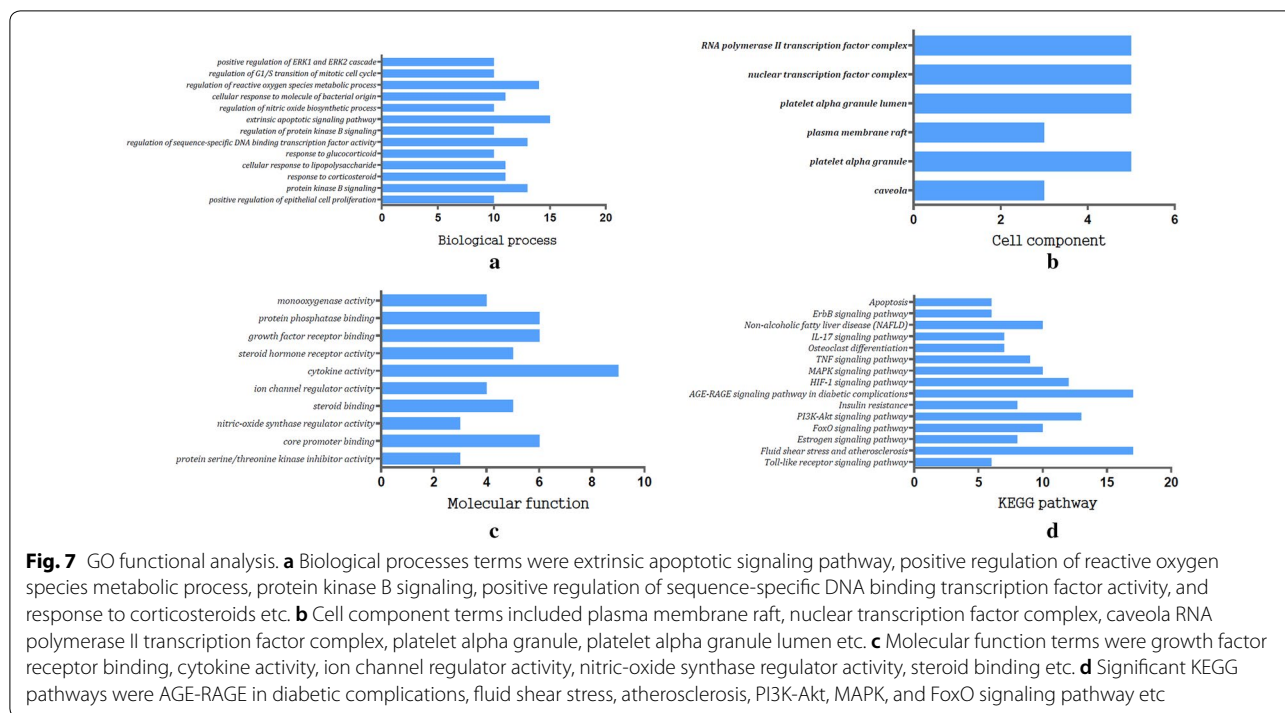 positive regulation of ERK1 and ERK2 cascade
regulation of G1/S transition of mitotic cell cycle
regulation of reactive oxygen species metabolic process
cellular response to molecule of bacterial origin
regulation of nitric oxide biosynthetic process
extrinsic apoptotic signaling pathway
regulation of protein kinase B signaling
regulation of sequence-specific DNA binding transcription factor activity
response to glucocorticoid
cellular response to lipopolysaccharide
response to corticosteroid
protein kinase B signaling
positive regulation of epithelial cell proliferation
0 5 10 15 20
Biological process
a
RNA polymerase II transcription factor complex
nuclear transcription factor complex
platelet alpha granule lumen
plasma membrane raft
platelet alpha granule
caveola
0 2 4 6
Cell component
b
monooxygenase activity
protein phosphatase binding
growth factor receptor binding
steroid hormone receptor activity
cytokine activity
ion channel regulator activity
steroid binding
nitric-oxide synthase regulator activity
core promoter binding
protein serine/threonine kinase inhibitor activity
0 2 4 6 8 10
Molecular function
c
Apoptosis
ErbB signaling pathway
Non-alcoholic fatty liver disease (NAFLD)
IL-17 signaling pathway
Osteoclast differentiation
TNF signaling pathway
MAPK signaling pathway
HIF-1 signaling pathway
AGE-RAGE signaling pathway in diabetic complications
Insulin resistance
PI3K-Akt signaling pathway
FoxO signaling pathway
Estrogen signaling pathway
Fluid shear stress and atherosclerosis
Toll-like receptor signaling pathway
0 5 10 15 20
KEGG pathway
d
Fig. 7 GO functional analysis. a Biological processes terms were extrinsic apoptotic signaling pathway, positive regulation of reactive oxygen
species metabolic process, protein kinase B signaling, positive regulation of sequence-specific DNA binding transcription factor activity, and
response to corticosteroids etc. b Cell component terms included plasma membrane raft, nuclear transcription factor complex, caveola RNA
polymerase II transcription factor complex, platelet alpha granule, platelet alpha granule lumen etc. c Molecular function terms were growth factor
receptor binding, cytokine activity, ion channel regulator activity, nitric-oxide synthase regulator activity, steroid binding etc. d Significant KEGG
pathways were AGE-RAGE in diabetic complications, fluid shear stress, atherosclerosis, PI3K-Akt, MAPK, and FoxO signaling pathway etc